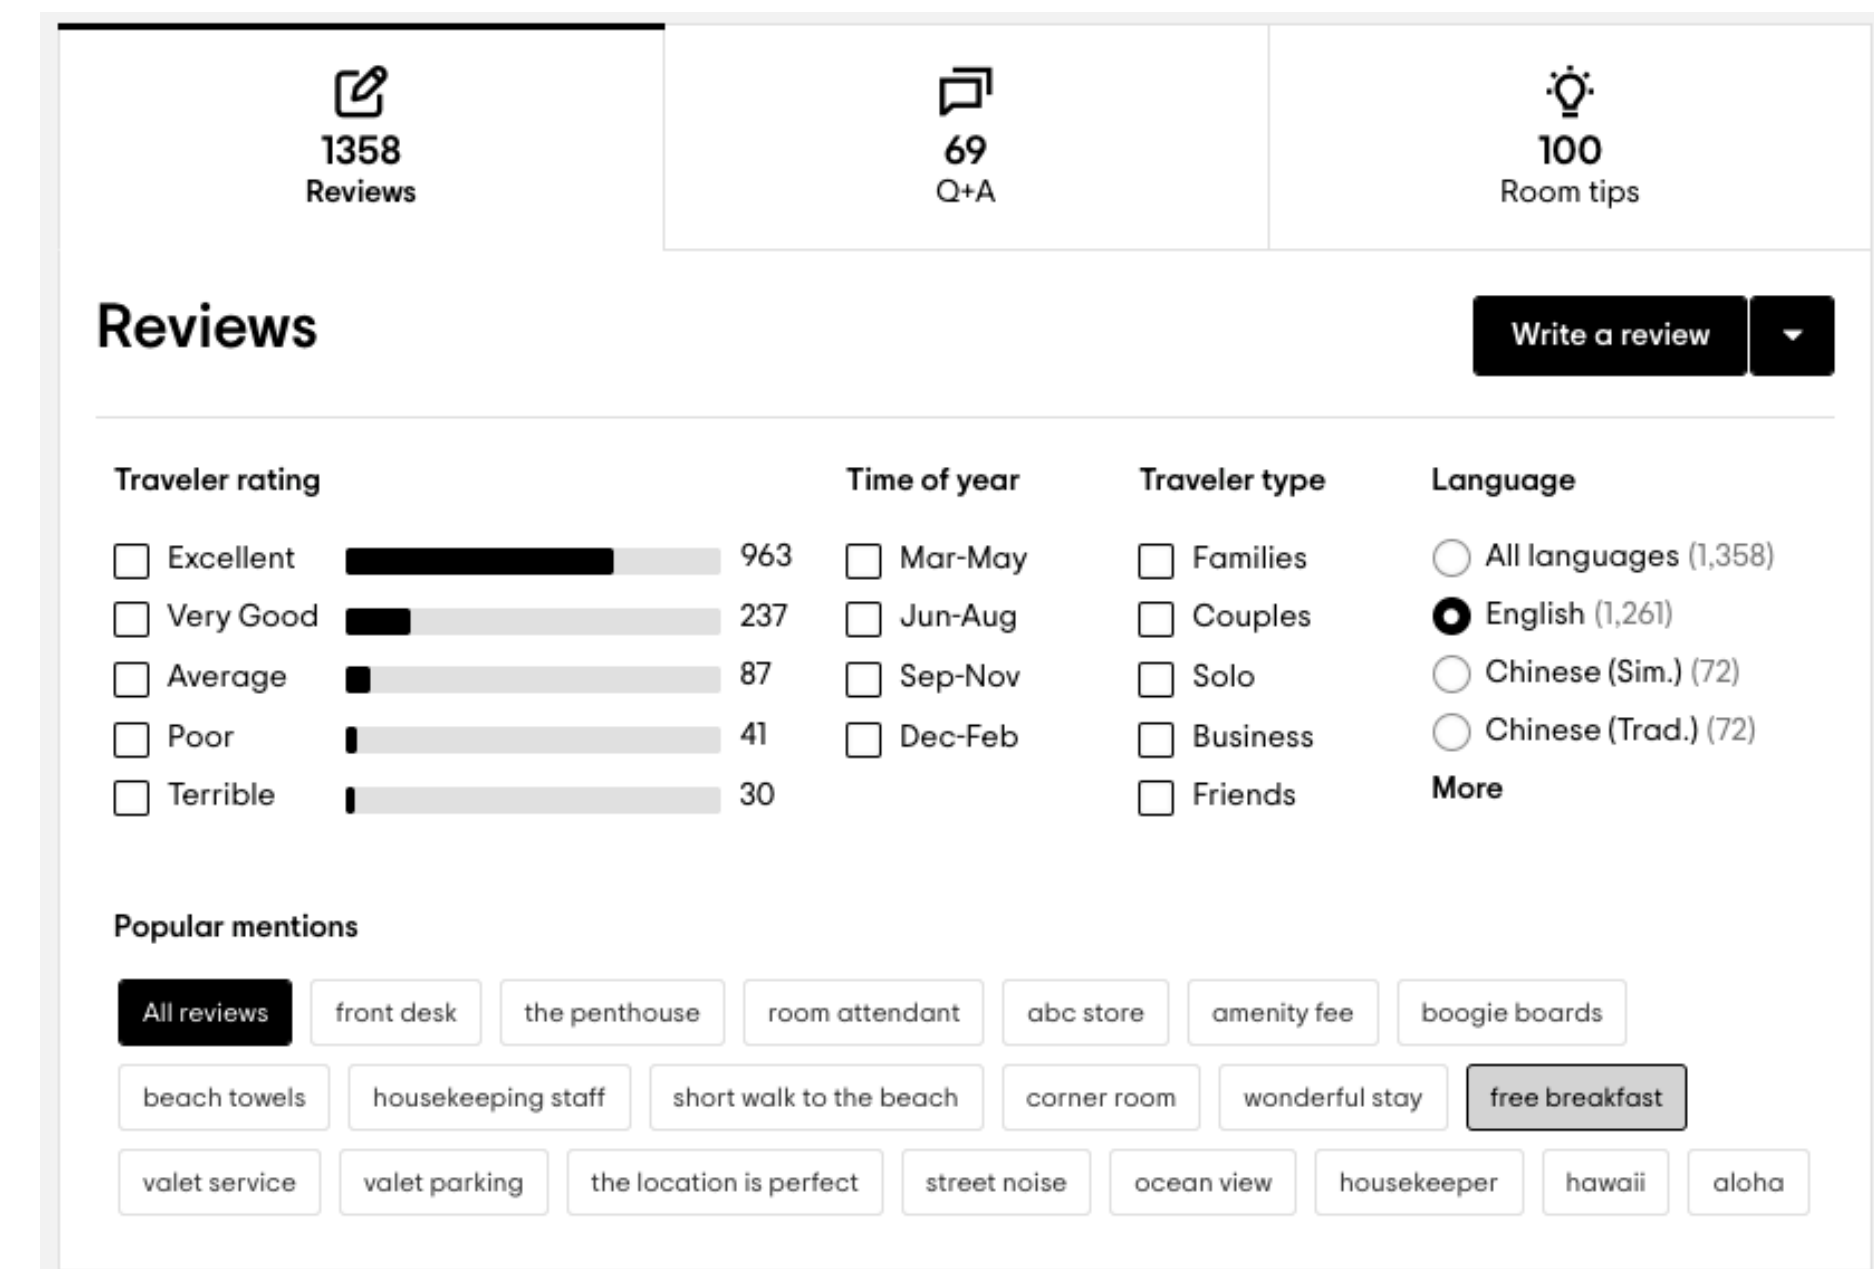 1358
Reviews
69
Q+A
100
Room tips
Reviews
Write a review
Traveler rating
Excellent 963
Very Good 237
Average 87
Poor 41
Terrible 30
Time of year
Mar-May
Jun-Aug
Sep-Nov
Dec-Feb
Traveler type
Families
Couples
Solo
Business
Friends
Language
All languages (1,358)
English (1,261)
Chinese (Sim.) (72)
Chinese (Trad.) (72)
More
Popular mentions
All reviews front desk the penthouse room attendant abc store amenity fee boogie boards
beach towels housekeeping staff short walk to the beach corner room wonderful stay free breakfast
valet service valet parking the location is perfect street noise ocean view housekeeper hawaii aloha